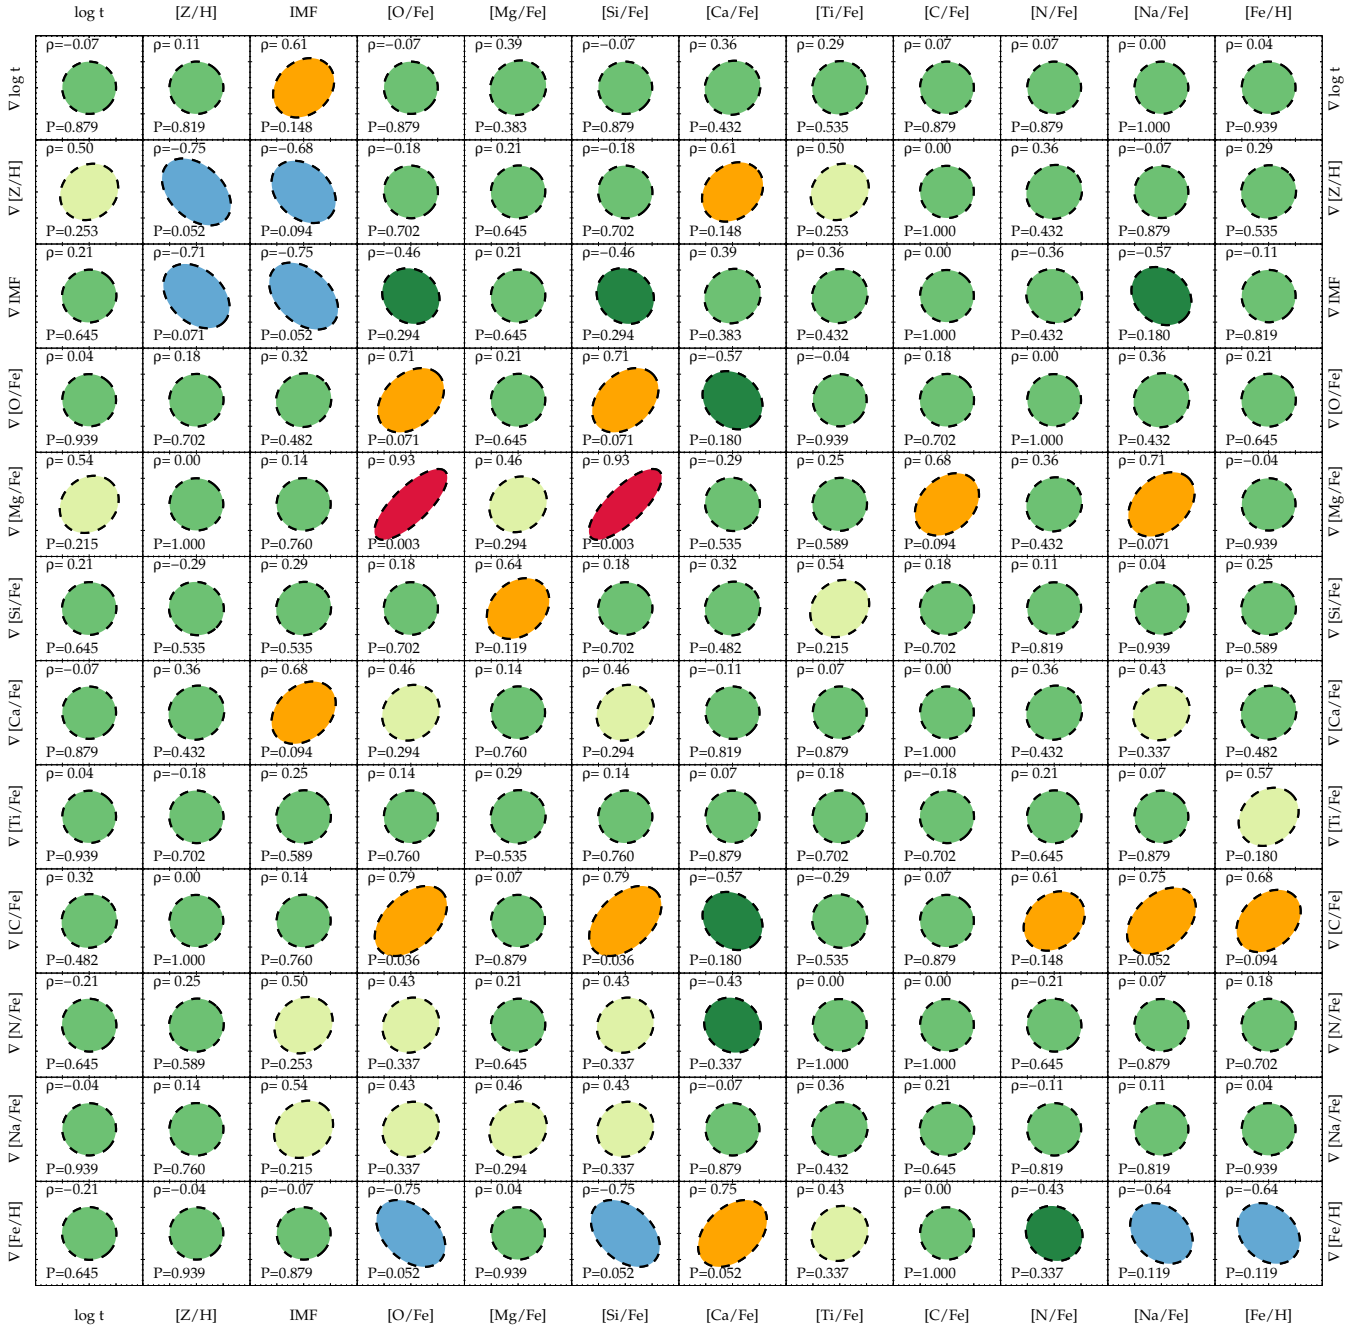 log t [Z/H] IMF [O/Fe] [Mg/Fe] [Si/Fe] [Ca/Fe] [Ti/Fe] [C/Fe] [N/Fe] [Na/Fe] [Fe/H]
ρ=−0.07 ρ= 0.11 ρ= 0.61 ρ=−0.07 ρ= 0.39 ρ=−0.07 ρ= 0.36 ρ= 0.29 ρ= 0.07 ρ= 0.07 ρ= 0.00 ρ= 0.04
∇ log t ∇ log t
P=0.879 P=0.819 P=0.148 P=0.879 P=0.383 P=0.879 P=0.432 P=0.535 P=0.879 P=0.879 P=1.000 P=0.939
ρ= 0.50 ρ=−0.75 ρ=−0.68 ρ=−0.18 ρ= 0.21 ρ=−0.18 ρ= 0.61 ρ= 0.50 ρ= 0.00 ρ= 0.36 ρ=−0.07 ρ= 0.29
∇ [Z/H] ∇ [Z/H]
P=0.253 P=0.052 P=0.094 P=0.702 P=0.645 P=0.702 P=0.148 P=0.253 P=1.000 P=0.432 P=0.879 P=0.535
ρ= 0.21 ρ=−0.71 ρ=−0.75 ρ=−0.46 ρ= 0.21 ρ=−0.46 ρ= 0.39 ρ= 0.36 ρ= 0.00 ρ=−0.36 ρ=−0.57 ρ=−0.11
∇ IMF ∇ IMF
P=0.645 P=0.071 P=0.052 P=0.294 P=0.645 P=0.294 P=0.383 P=0.432 P=1.000 P=0.432 P=0.180 P=0.819
ρ= 0.04 ρ= 0.18 ρ= 0.32 ρ= 0.71 ρ= 0.21 ρ= 0.71 ρ=−0.57 ρ=−0.04 ρ= 0.18 ρ= 0.00 ρ= 0.36 ρ= 0.21
∇ [O/Fe] ∇ [O/Fe]
P=0.939 P=0.702 P=0.482 P=0.071 P=0.645 P=0.071 P=0.180 P=0.939 P=0.702 P=1.000 P=0.432 P=0.645
ρ= 0.54 ρ= 0.00 ρ= 0.14 ρ= 0.93 ρ= 0.46 ρ= 0.93 ρ=−0.29 ρ= 0.25 ρ= 0.68 ρ= 0.36 ρ= 0.71 ρ=−0.04
∇ [Mg/Fe] ∇ [Mg/Fe]
P=0.215 P=1.000 P=0.760 P=0.003 P=0.294 P=0.003 P=0.535 P=0.589 P=0.094 P=0.432 P=0.071 P=0.939
ρ= 0.21 ρ=−0.29 ρ= 0.29 ρ= 0.18 ρ= 0.64 ρ= 0.18 ρ= 0.32 ρ= 0.54 ρ= 0.18 ρ= 0.11 ρ= 0.04 ρ= 0.25
∇ [Si/Fe] ∇ [Si/Fe]
P=0.645 P=0.535 P=0.535 P=0.702 P=0.119 P=0.702 P=0.482 P=0.215 P=0.702 P=0.819 P=0.939 P=0.589
ρ=−0.07 ρ= 0.36 ρ= 0.68 ρ= 0.46 ρ= 0.14 ρ= 0.46 ρ=−0.11 ρ= 0.07 ρ= 0.00 ρ= 0.36 ρ= 0.43 ρ= 0.32
∇ [Ca/Fe] ∇ [Ca/Fe]
P=0.879 P=0.432 P=0.094 P=0.294 P=0.760 P=0.294 P=0.819 P=0.879 P=1.000 P=0.432 P=0.337 P=0.482
ρ= 0.04 ρ=−0.18 ρ= 0.25 ρ= 0.14 ρ= 0.29 ρ= 0.14 ρ= 0.07 ρ= 0.18 ρ=−0.18 ρ= 0.21 ρ= 0.07 ρ= 0.57
∇ [Ti/Fe] ∇ [Ti/Fe]
P=0.939 P=0.702 P=0.589 P=0.760 P=0.535 P=0.760 P=0.879 P=0.702 P=0.702 P=0.645 P=0.879 P=0.180
ρ= 0.32 ρ= 0.00 ρ= 0.14 ρ= 0.79 ρ= 0.07 ρ= 0.79 ρ=−0.57 ρ=−0.29 ρ= 0.07 ρ= 0.61 ρ= 0.75 ρ= 0.68
∇ [C/Fe] ∇ [C/Fe]
P=0.482 P=1.000 P=0.760 P=0.036 P=0.879 P=0.036 P=0.180 P=0.535 P=0.879 P=0.148 P=0.052 P=0.094
ρ=−0.21 ρ= 0.25 ρ= 0.50 ρ= 0.43 ρ= 0.21 ρ= 0.43 ρ=−0.43 ρ= 0.00 ρ= 0.00 ρ=−0.21 ρ= 0.07 ρ= 0.18
∇ [N/Fe] ∇ [N/Fe]
P=0.645 P=0.589 P=0.253 P=0.337 P=0.645 P=0.337 P=0.337 P=1.000 P=1.000 P=0.645 P=0.879 P=0.702
ρ=−0.04 ρ= 0.14 ρ= 0.54 ρ= 0.43 ρ= 0.46 ρ= 0.43 ρ=−0.07 ρ= 0.36 ρ= 0.21 ρ=−0.11 ρ= 0.11 ρ= 0.04
∇ [Na/Fe] ∇ [Na/Fe]
P=0.939 P=0.760 P=0.215 P=0.337 P=0.294 P=0.337 P=0.879 P=0.432 P=0.645 P=0.819 P=0.819 P=0.939
ρ=−0.21 ρ=−0.04 ρ=−0.07 ρ=−0.75 ρ= 0.04 ρ=−0.75 ρ= 0.75 ρ= 0.43 ρ= 0.00 ρ=−0.43 ρ=−0.64 ρ=−0.64
∇ [Fe/H] ∇ [Fe/H]
P=0.645 P=0.939 P=0.879 P=0.052 P=0.939 P=0.052 P=0.052 P=0.337 P=1.000 P=0.337 P=0.119 P=0.119
log t [Z/H] IMF [O/Fe] [Mg/Fe] [Si/Fe] [Ca/Fe] [Ti/Fe] [C/Fe] [N/Fe] [Na/Fe] [Fe/H]